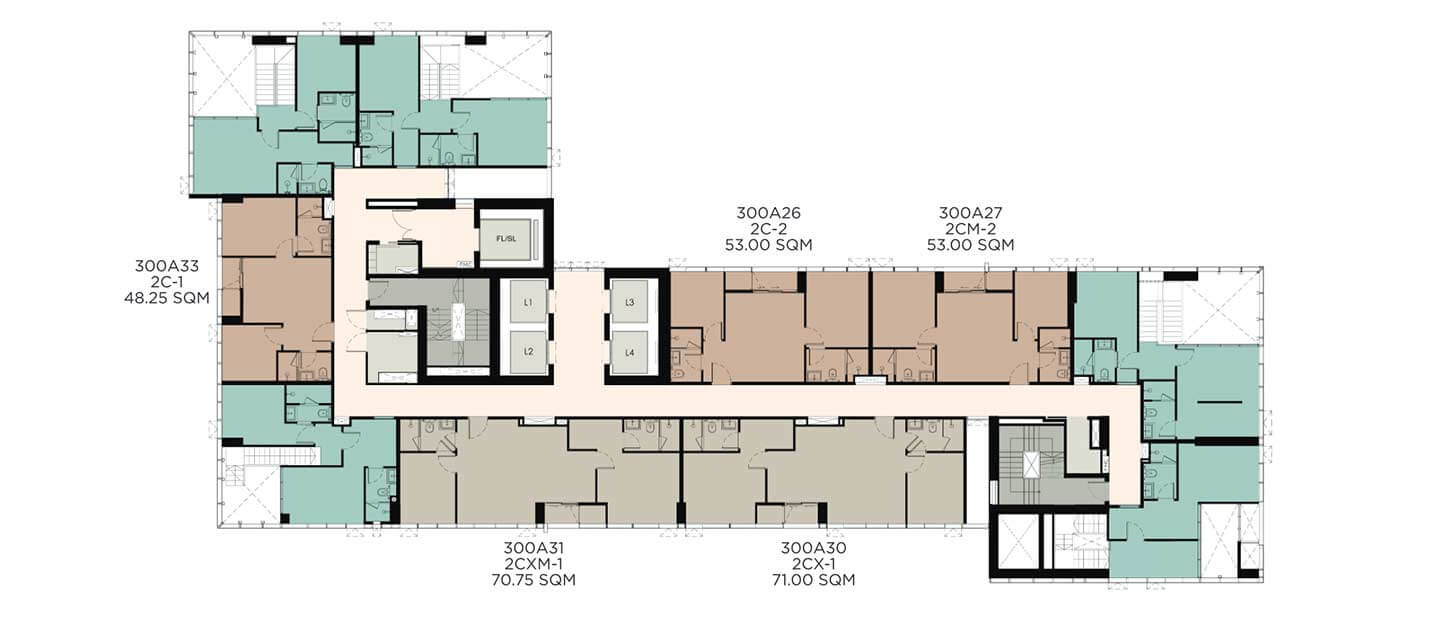 300A26
2C-2
53.00 SQM
300A27
2CM-2
53.00 SQM
FL/SL
300A33
2C-1
48.25 SQM
L1
L3
L2
L4
300A31
2CXM-1
70.75 SQM
300A30
2CX-1
71.00 SQM